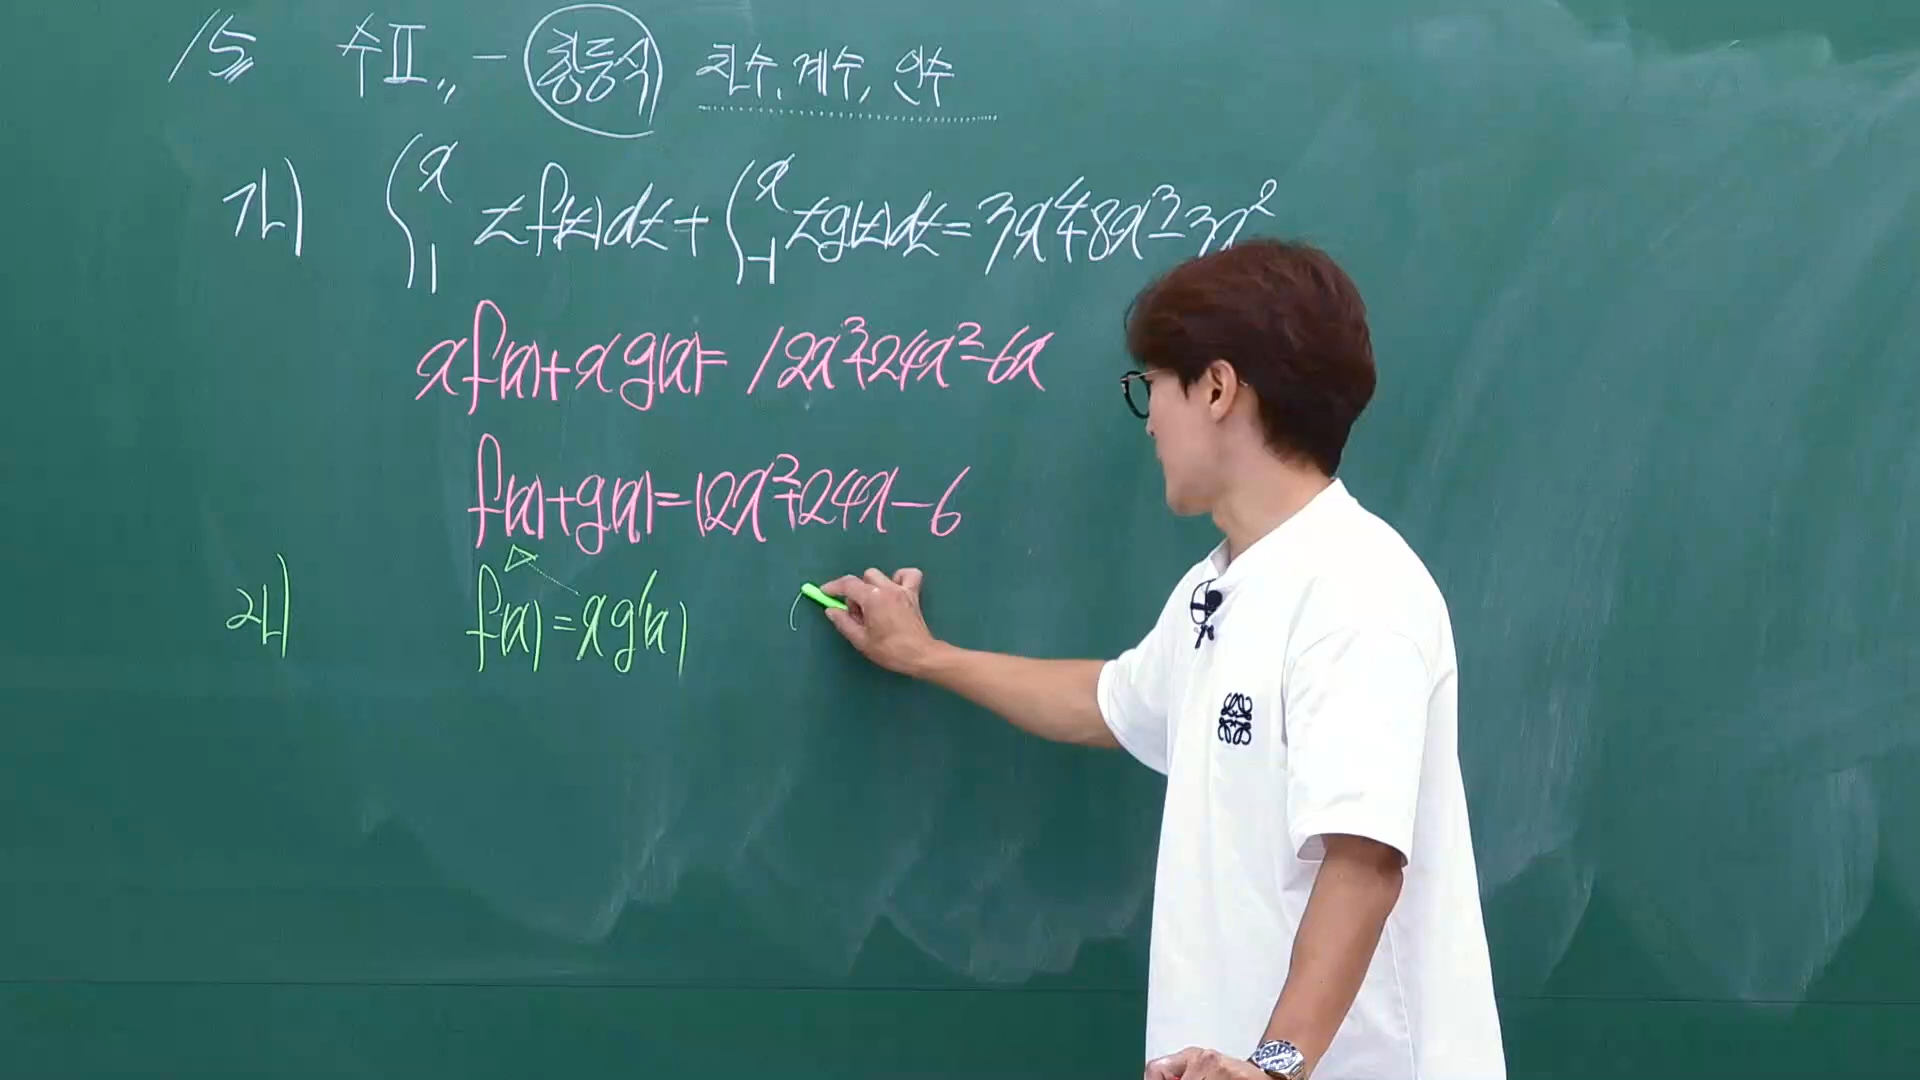 15 수Ⅱ, - 항등식 차수, 계수, 인수
가) ∫₁ˣ tf(t)dt + ∫₋₁ˣ tg(t)dt = 3x⁴+8x³-3x²
xf(x)+xg(x)= 12x³+24x²-6x
f(x)+g(x)=12x²+24x-6
나) f(x)=xg'(x) (